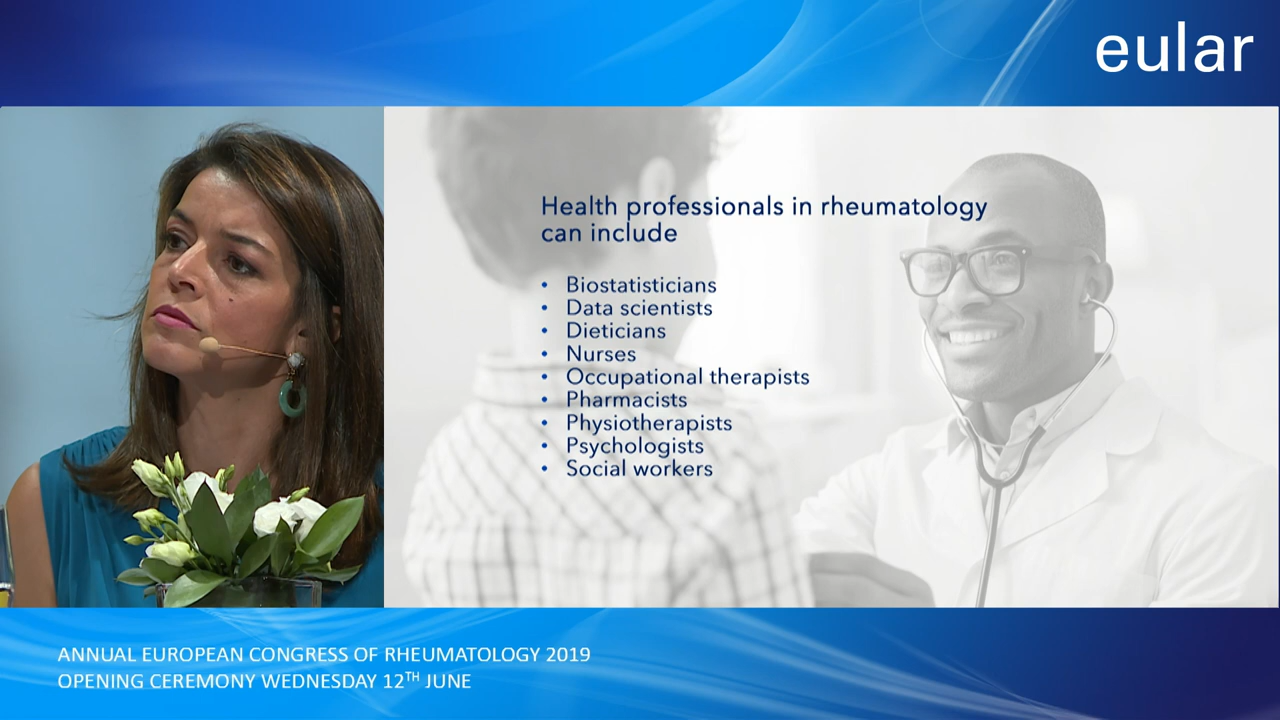 eular
Health professionals in rheumatology
can include
• Biostatisticians
• Data scientists
• Dieticians
• Nurses
• Occupational therapists
• Pharmacists
• Physiotherapists
• Psychologists
• Social workers
ANNUAL EUROPEAN CONGRESS OF RHEUMATOLOGY 2019
OPENING CEREMONY WEDNESDAY 12TH JUNE